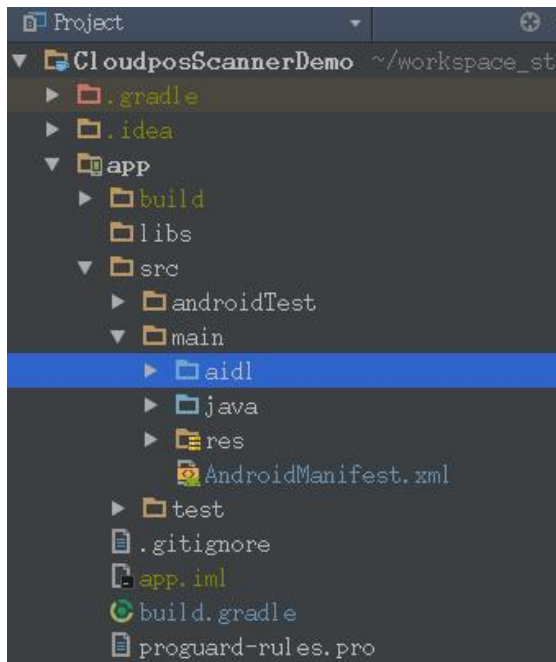 Project
CloudposScannerDemo ~/workspace_st
.gradle
.idea
app
build
libs
src
androidTest
main
aidl
java
res
AndroidManifest.xml
test
.gitignore
app.iml
build.gradle
proguard-rules.pro